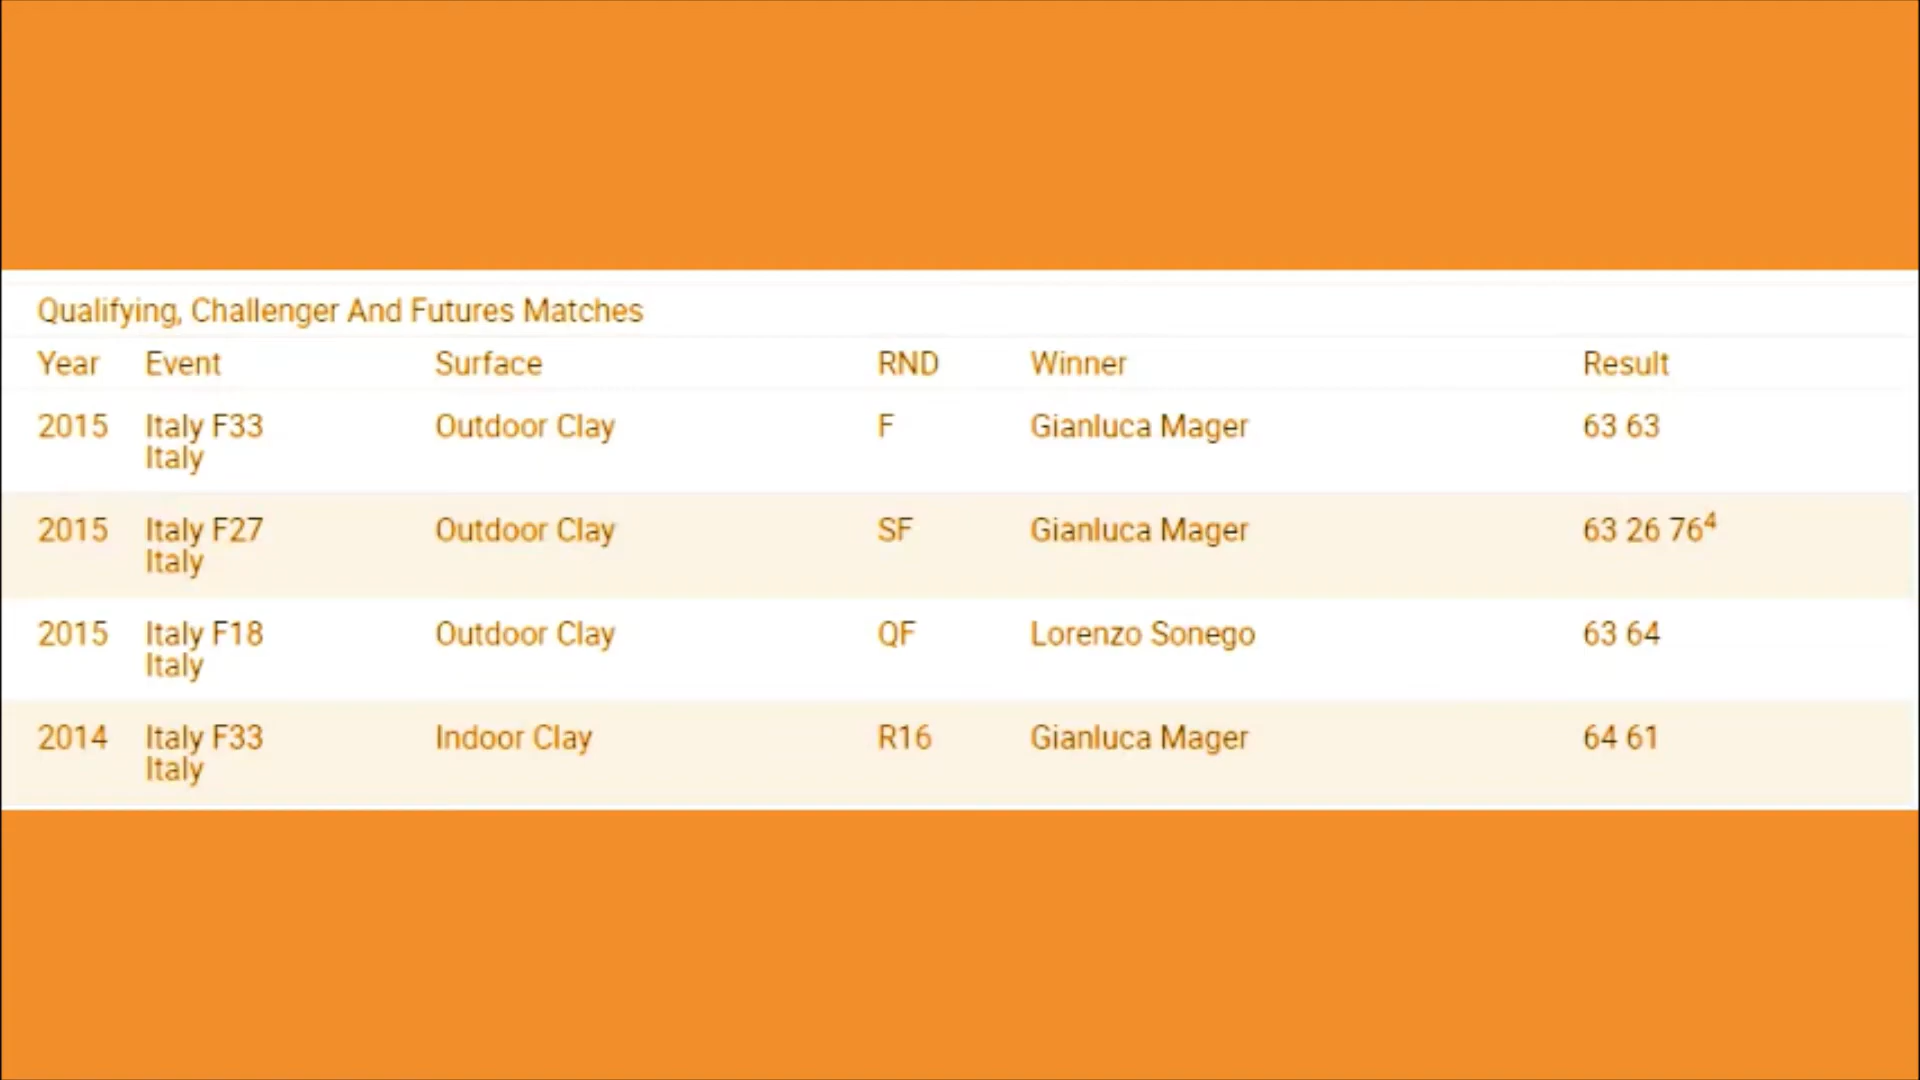 Qualifying, Challenger And Futures Matches
Year Event Surface RND Winner Result
2015 Italy F33 Outdoor Clay F Gianluca Mager 63 63
Italy
2015 Italy F27 Outdoor Clay SF Gianluca Mager 63 26 76⁴
Italy
2015 Italy F18 Outdoor Clay QF Lorenzo Sonego 63 64
Italy
2014 Italy F33 Indoor Clay R16 Gianluca Mager 64 61
Italy